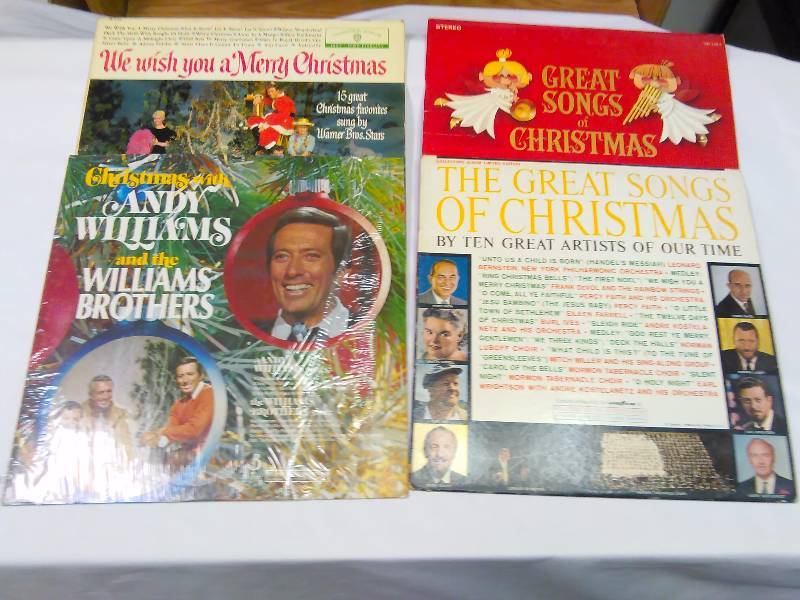 We wish you a Merry Christmas
15 great
Christmas favorites
sung by
Warner Bros. Stars
STEREO
GREAT
SONGS
of
CHRISTMAS
Christmas with
ANDY
WILLIAMS
and the
WILLIAMS
BROTHERS
ANDY
WILLIAMS
THE GREAT SONGS
OF CHRISTMAS
BY TEN GREAT ARTISTS OF OUR TIME
"UNTO US A CHILD IS BORN" (HANDEL'S MESSIAH) LEONARD
BERNSTEIN, NEW YORK PHILHARMONIC ORCHESTRA • MEDLEY:
"RING CHRISTMAS BELLS"; "THE FIRST NOEL"; "WE WISH YOU A
MERRY CHRISTMAS" FRANK DEVOL AND THE RAINBOW STRINGS •
"O COME, ALL YE FAITHFUL" PERCY FAITH AND HIS ORCHESTRA
"JESU BAMBINO" (THE JESUS BABY) PERCY FAITH • "O LITTLE
TOWN OF BETHLEHEM" EILEEN FARRELL • "THE TWELVE DAYS
OF CHRISTMAS" BURL IVES • "SLEIGH RIDE" ANDRE KOSTELA-
NETZ AND HIS ORCHESTRA • MEDLEY: "GOD REST YE MERRY,
GENTLEMEN"; "WE THREE KINGS"; "DECK THE HALLS" NORMAN
LUBOFF CHOIR • "WHAT CHILD IS THIS?" (TO THE TUNE OF
"GREENSLEEVES") MITCH MILLER AND HIS SING-ALONG GROUP •
"CAROL OF THE BELLS" MORMON TABERNACLE CHOIR • "SILENT
NIGHT" MORMON TABERNACLE CHOIR • "O HOLY NIGHT" EARL
WRIGHTSON WITH ANDRE KOSTELANETZ AND HIS ORCHESTRA